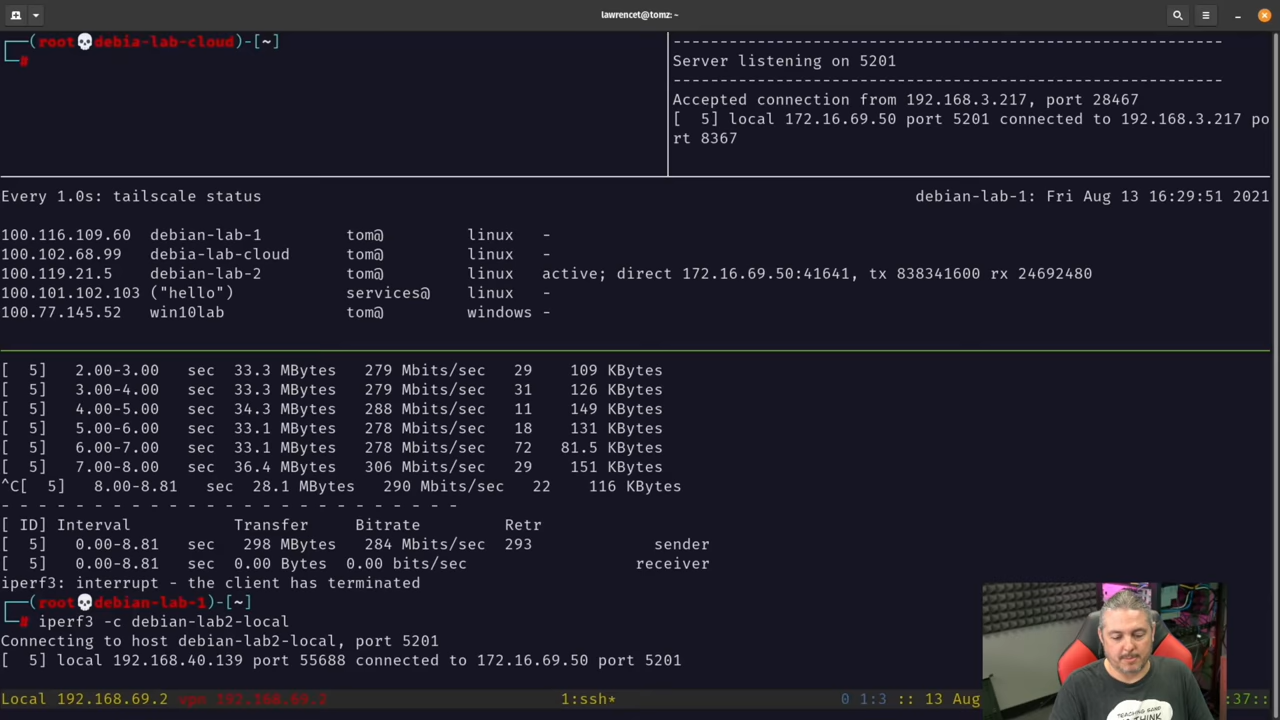 lawrencet@tomz: ~
┌──(root💀debia-lab-cloud)-[~]
└─#
------------------------------------------------------------
Server listening on 5201
------------------------------------------------------------
Accepted connection from 192.168.3.217, port 28467
[  5] local 172.16.69.50 port 5201 connected to 192.168.3.217 po
rt 8367
Every 1.0s: tailscale status debian-lab-1: Fri Aug 13 16:29:51 2021
100.116.109.60  debian-lab-1         tom@         linux   -
100.102.68.99   debia-lab-cloud      tom@         linux   -
100.119.21.5    debian-lab-2         tom@         linux   active; direct 172.16.69.50:41641, tx 838341600 rx 24692480
100.101.102.103 ("hello")            services@    linux   -
100.77.145.52   win10lab             tom@         windows -
[  5]   2.00-3.00   sec  33.3 MBytes   279 Mbits/sec   29    109 KBytes
[  5]   3.00-4.00   sec  33.3 MBytes   279 Mbits/sec   31    126 KBytes
[  5]   4.00-5.00   sec  34.3 MBytes   288 Mbits/sec   11    149 KBytes
[  5]   5.00-6.00   sec  33.1 MBytes   278 Mbits/sec   18    131 KBytes
[  5]   6.00-7.00   sec  33.1 MBytes   278 Mbits/sec   72   81.5 KBytes
[  5]   7.00-8.00   sec  36.4 MBytes   306 Mbits/sec   29    151 KBytes
^C[  5]   8.00-8.81   sec  28.1 MBytes   290 Mbits/sec   22    116 KBytes
- - - - - - - - - - - - - - - - - - - - - - - - -
[ ID] Interval           Transfer     Bitrate         Retr
[  5]   0.00-8.81   sec   298 MBytes   284 Mbits/sec  293             sender
[  5]   0.00-8.81   sec  0.00 Bytes  0.00 bits/sec                  receiver
iperf3: interrupt - the client has terminated
┌──(root💀debian-lab-1)-[~]
└─# iperf3 -c debian-lab2-local
Connecting to host debian-lab2-local, port 5201
[  5] local 192.168.40.139 port 55688 connected to 172.16.69.50 port 5201
Local 192.168.69.2 vpn 192.168.69.2 1:ssh* 0 1:3 :: 13 Aug :37::